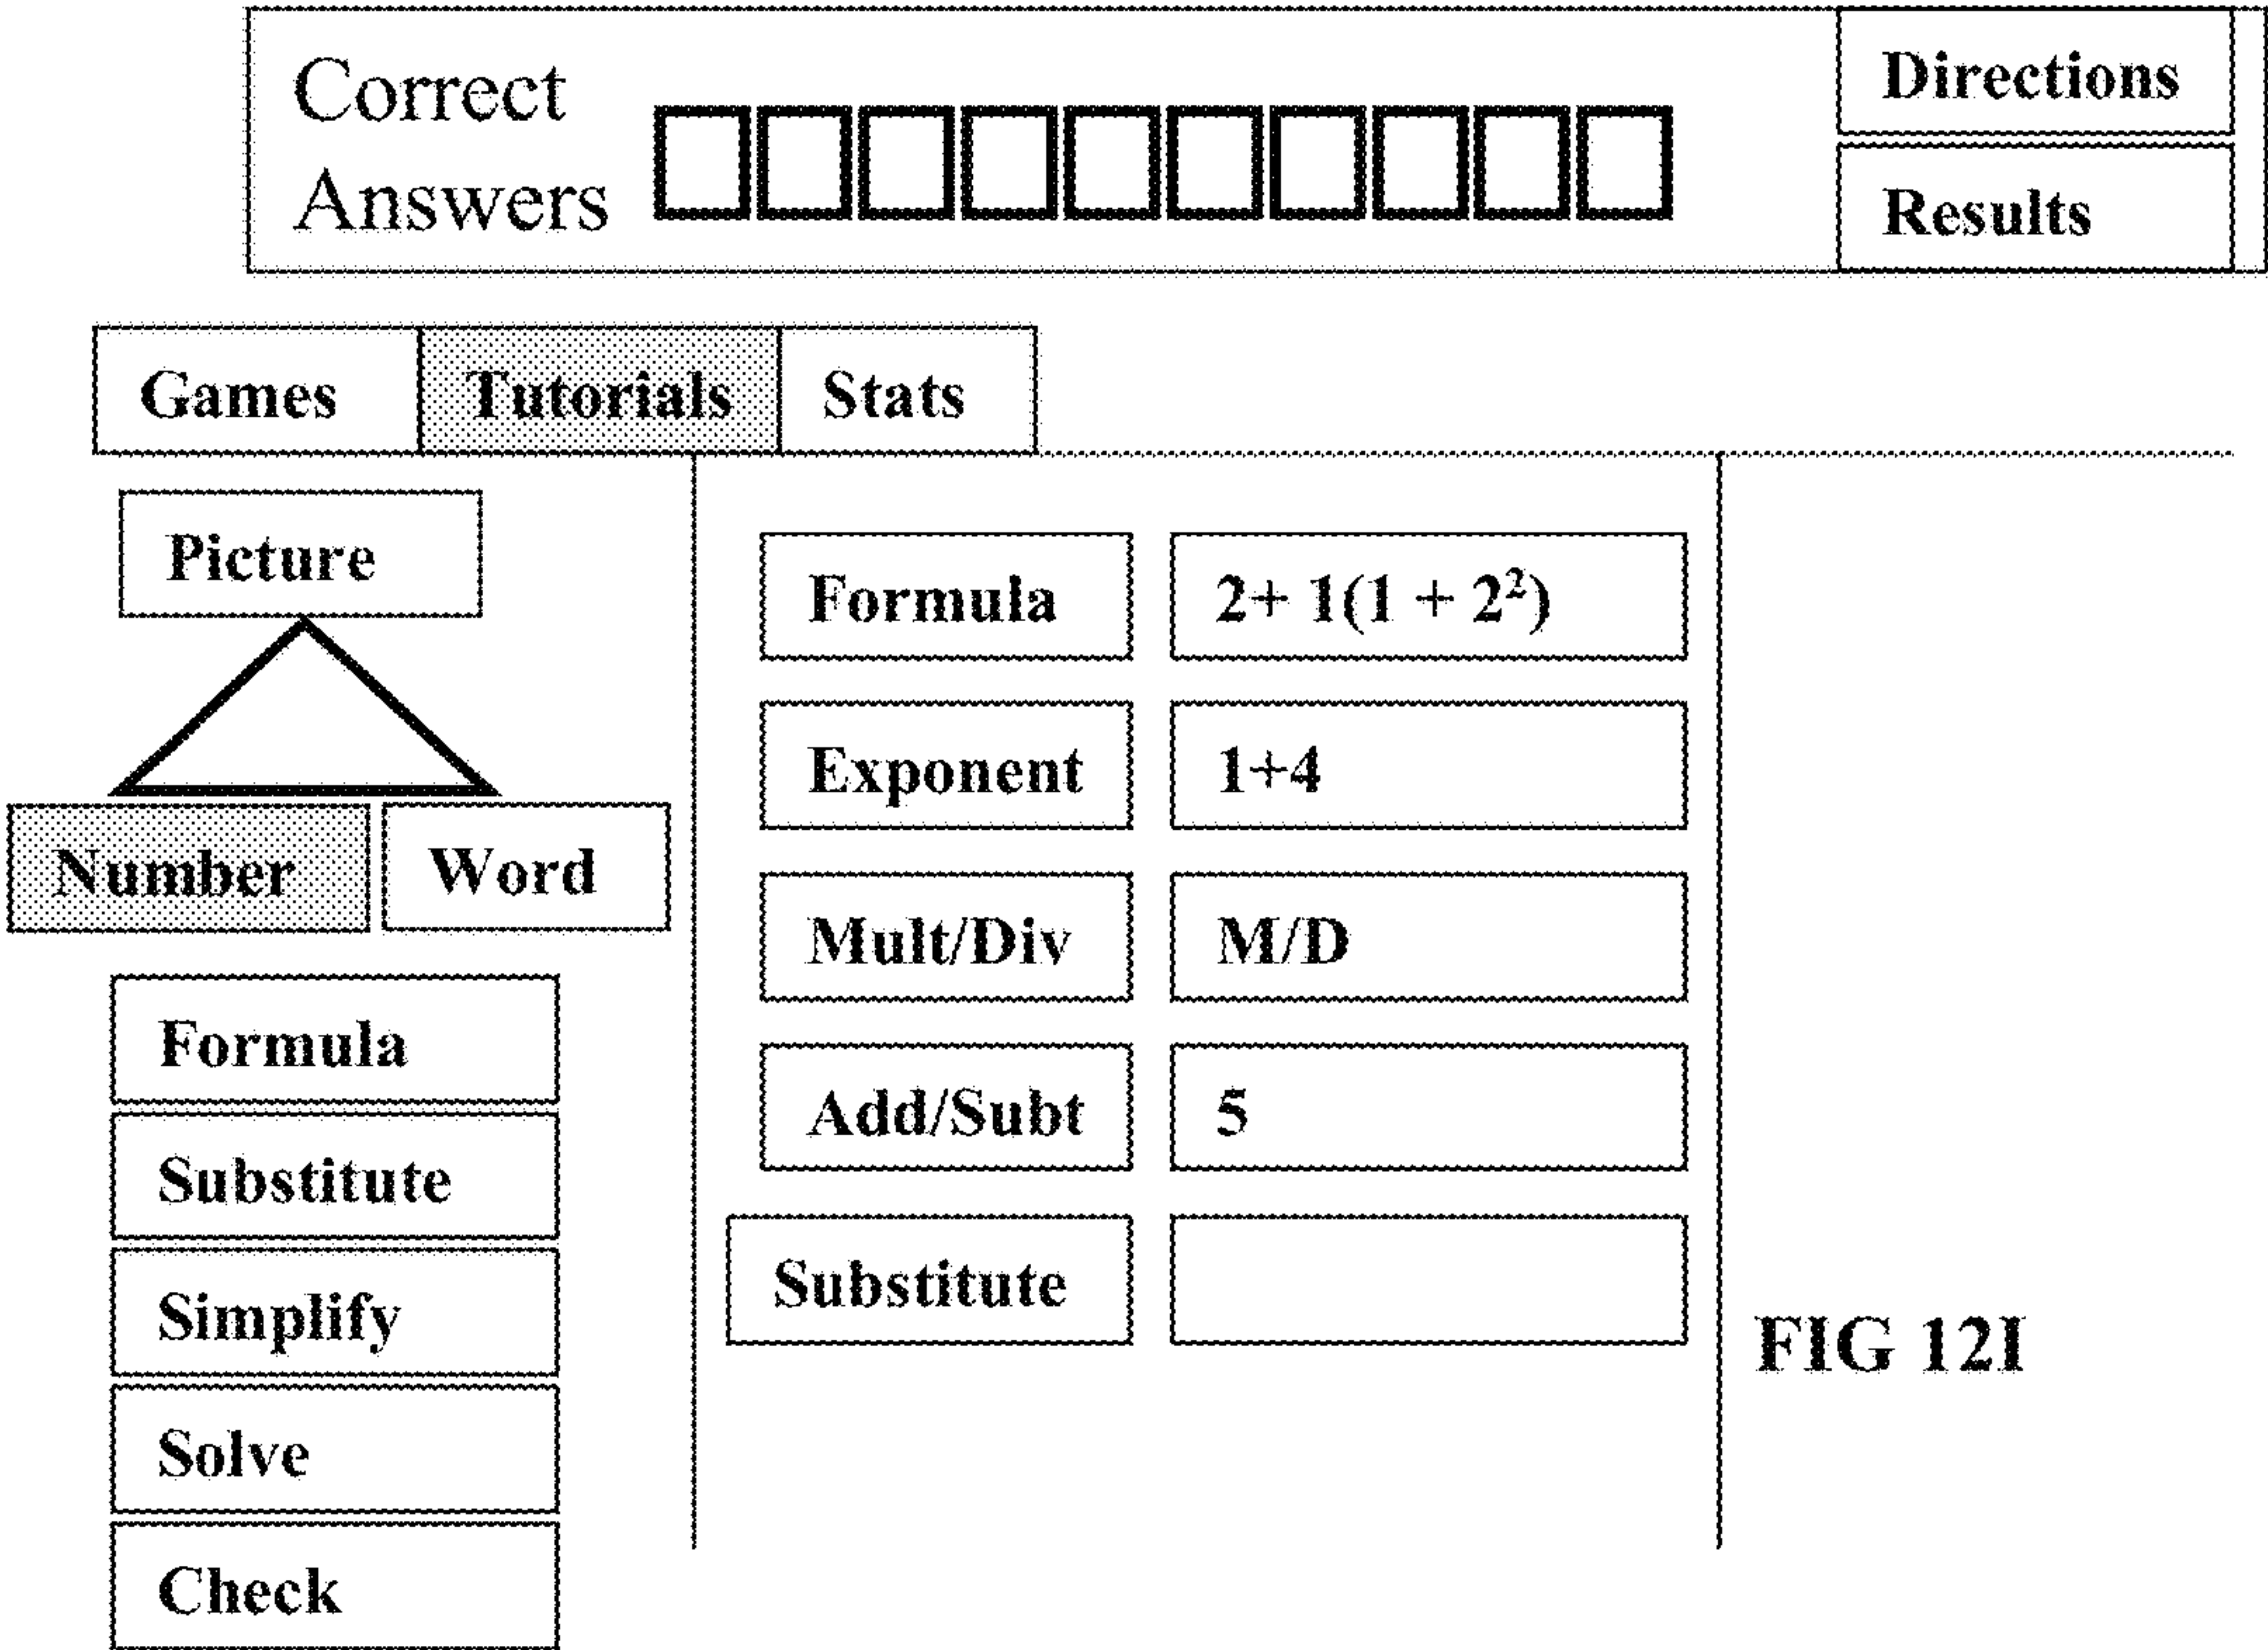 Correct
Answers
Directions
Results
Games Tutorials Stats
Picture
Number Word
Formula
Substitute
Simplify
Solve
Check
Formula 2+ 1(1 + 2²)
Exponent 1+4
Mult/Div M/D
Add/Subt 5
Substitute
FIG 12I